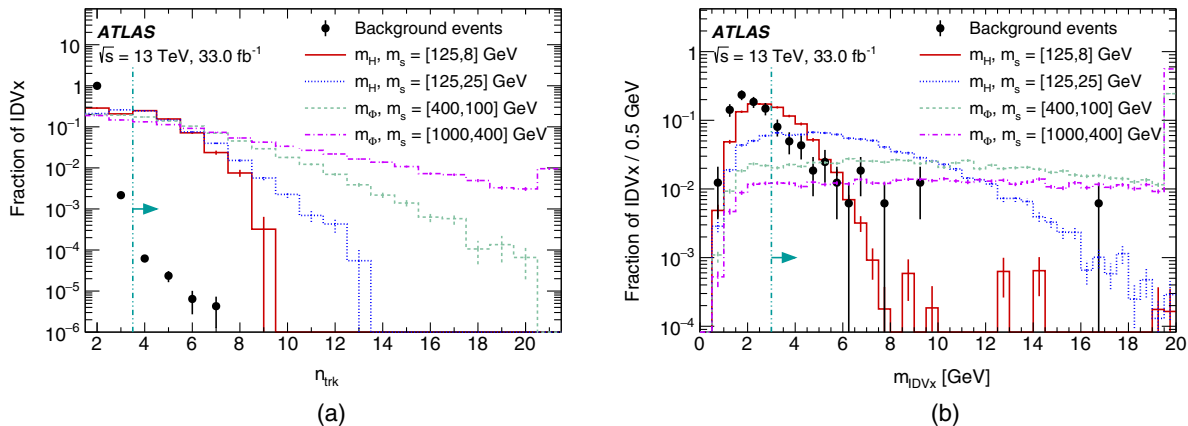 ATLAS
√s = 13 TeV, 33.0 fb⁻¹
Background events
m_H, m_s = [125,8] GeV
m_H, m_s = [125,25] GeV
m_Φ, m_s = [400,100] GeV
m_Φ, m_s = [1000,400] GeV
Fraction of IDVx
10
1
10⁻¹
10⁻²
10⁻³
10⁻⁴
10⁻⁵
10⁻⁶
2 4 6 8 10 12 14 16 18 20
n_trk
(a)
ATLAS
√s = 13 TeV, 33.0 fb⁻¹
Background events
m_H, m_s = [125,8] GeV
m_H, m_s = [125,25] GeV
m_Φ, m_s = [400,100] GeV
m_Φ, m_s = [1000,400] GeV
Fraction of IDVx / 0.5 GeV
10
1
10⁻¹
10⁻²
10⁻³
10⁻⁴
0 2 4 6 8 10 12 14 16 18 20
m_IDVx [GeV]
(b)